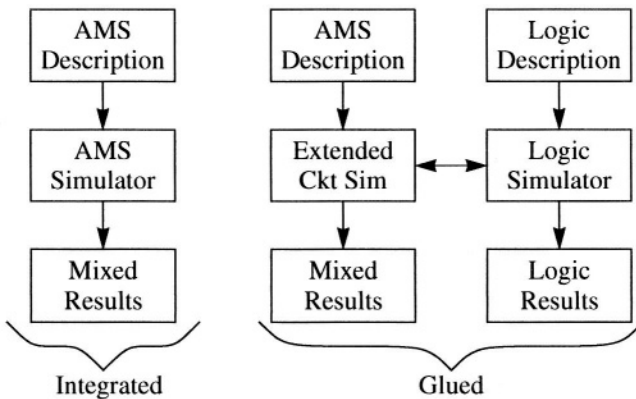 AMS
Description
AMS
Description
Logic
Description
AMS
Simulator
Extended
Ckt Sim
Logic
Simulator
Mixed
Results
Mixed
Results
Logic
Results
Integrated
Glued